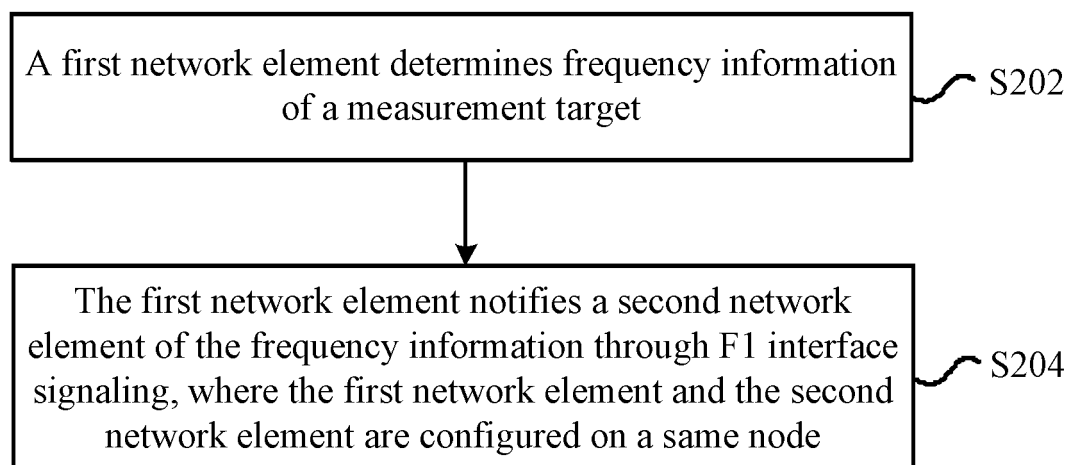 A first network element determines frequency information
of a measurement target
S202
The first network element notifies a second network
element of the frequency information through F1 interface
signaling, where the first network element and the second
network element are configured on a same node
S204